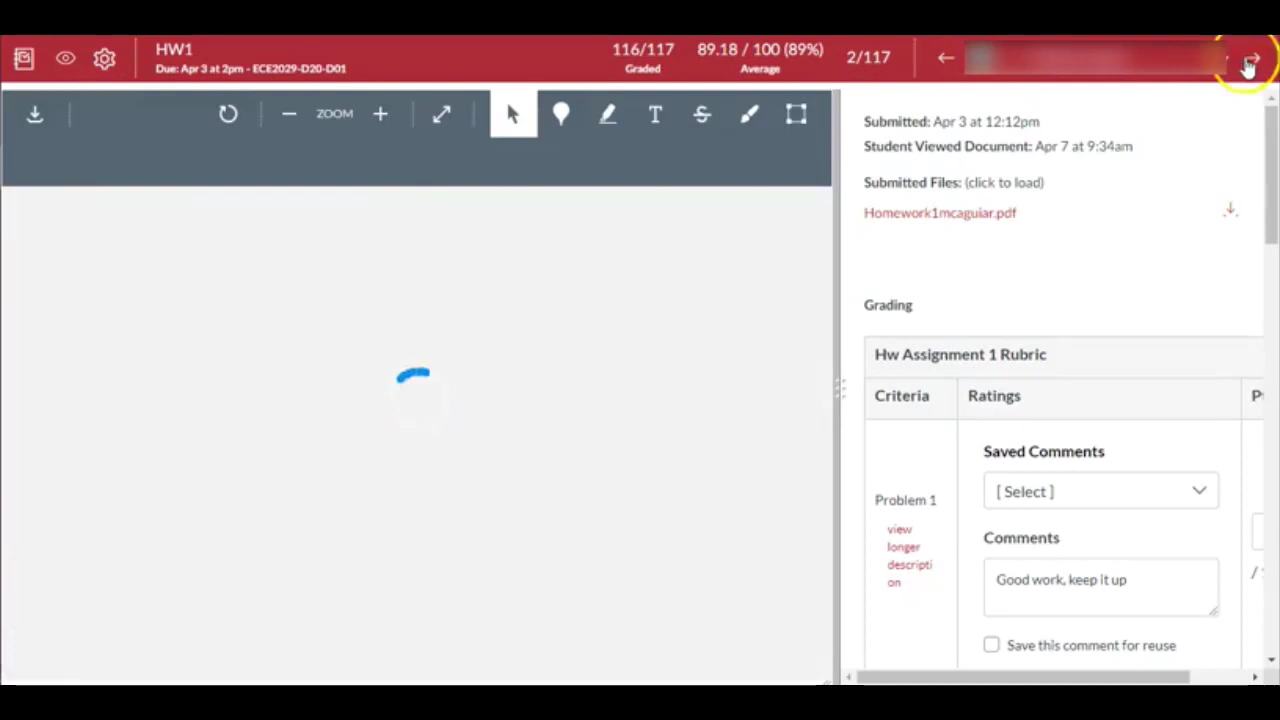 HW1
Due: Apr 3 at 2pm - ECE2029-D20-D01
116/117
Graded
89.18 / 100 (89%)
Average
2/117
ZOOM
T
Submitted: Apr 3 at 12:12pm
Student Viewed Document: Apr 7 at 9:34am
Submitted Files: (click to load)
Homework1mcaguiar.pdf
Grading
Hw Assignment 1 Rubric
Criteria
Ratings
Saved Comments
[ Select ]
Problem 1
view
longer
descripti
on
Comments
Good work, keep it up
/
Save this comment for reuse